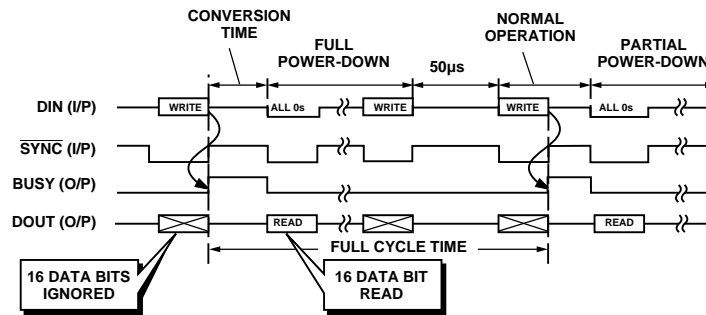 CONVERSION
TIME
FULL
POWER-DOWN
50µs
NORMAL
OPERATION
PARTIAL
POWER-DOWN
DIN (I/P)
WRITE
ALL 0s
WRITE
WRITE
ALL 0s
SYNC (I/P)
BUSY (O/P)
DOUT (O/P)
READ
READ
FULL CYCLE TIME
16 DATA BITS
IGNORED
16 DATA BIT
READ